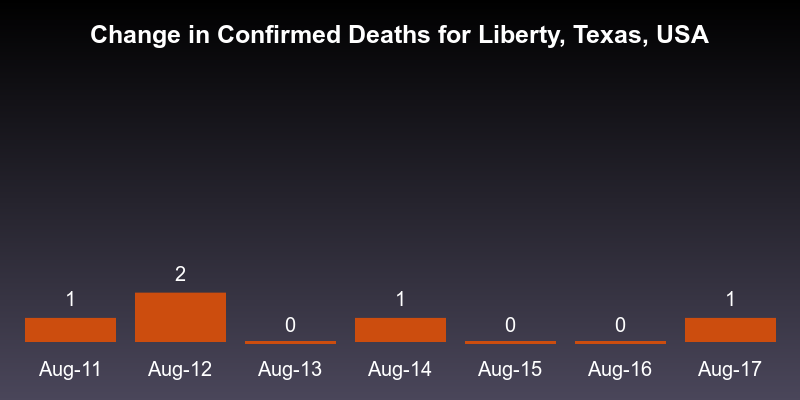 Change in Confirmed Deaths for Liberty, Texas, USA
1 2 0 1 0 0 1
Aug-11 Aug-12 Aug-13 Aug-14 Aug-15 Aug-16 Aug-17